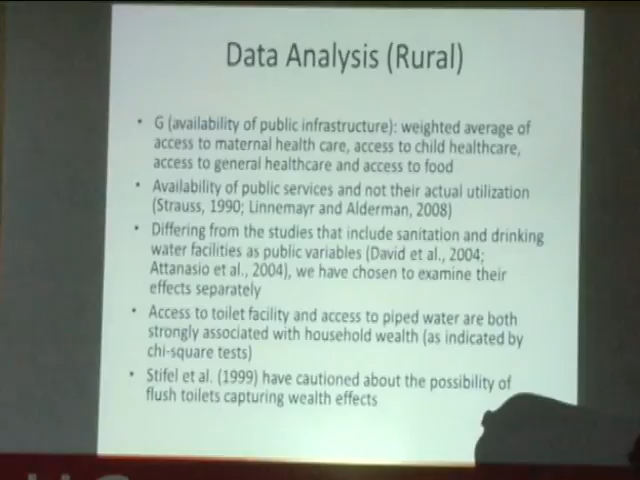 Data Analysis (Rural)
• G (availability of public infrastructure): weighted average of
access to maternal health care, access to child healthcare,
access to general healthcare and access to food
• Availability of public services and not their actual utilization
(Strauss, 1990; Linnemayr and Alderman, 2008)
• Differing from the studies that include sanitation and drinking
water facilities as public variables (David et al., 2004;
Attanasio et al., 2004), we have chosen to examine their
effects separately
• Access to toilet facility and access to piped water are both
strongly associated with household wealth (as indicated by
chi-square tests)
• Stifel et al. (1999) have cautioned about the possibility of
flush toilets capturing wealth effects